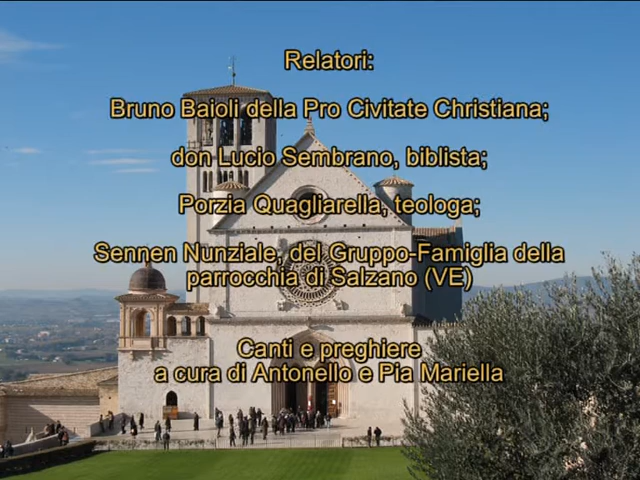 Relatori:
Bruno Baioli della Pro Civitate Christiana;
don Lucio Sembrano, biblista;
Porzia Quagliarella, teologa;
Sennen Nunziale, del Gruppo-Famiglia della
parrocchia di Salzano (VE)
Canti e preghiere
a cura di Antonello e Pia Mariella